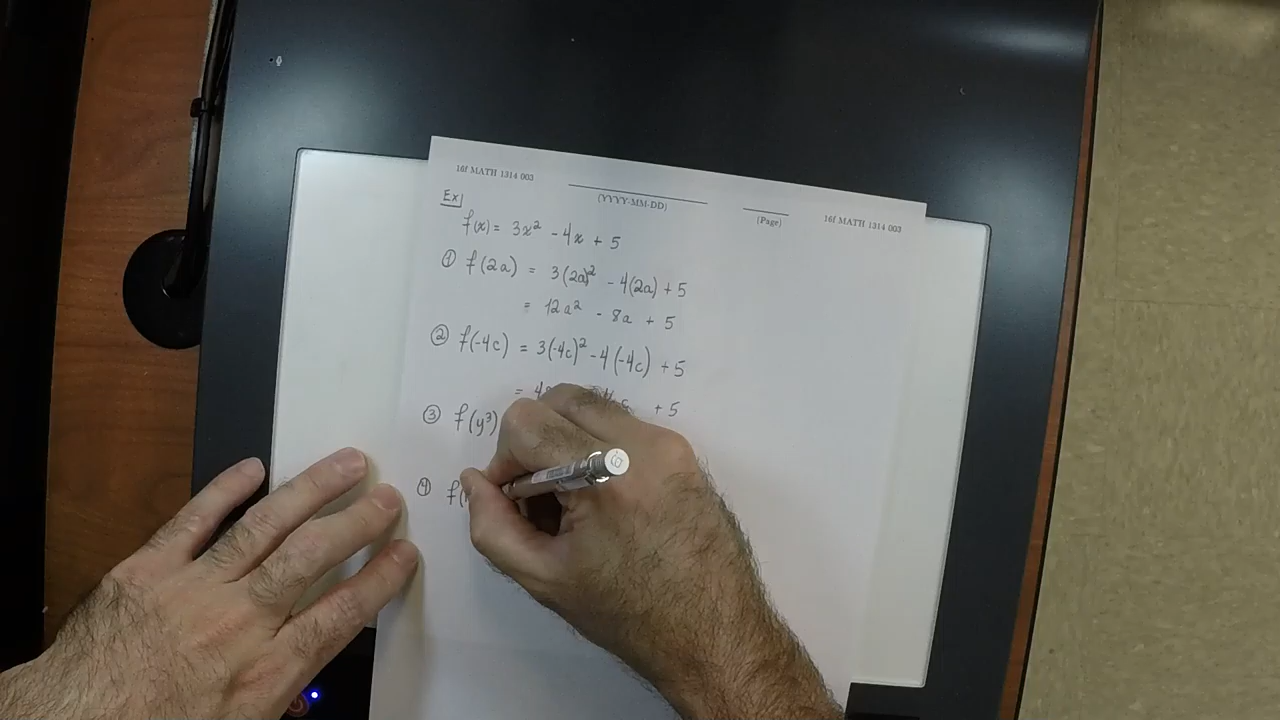 16f MATH 1314 003 (YYYY-MM-DD) (Page) 16f MATH 1314 003
Ex
f(x) = 3x² - 4x + 5
① f(2a) = 3(2a)² - 4(2a) + 5
= 12a² - 8a + 5
② f(-4c) = 3(-4c)² - 4(-4c) + 5
= + 5
③ f(y³)
④ f(